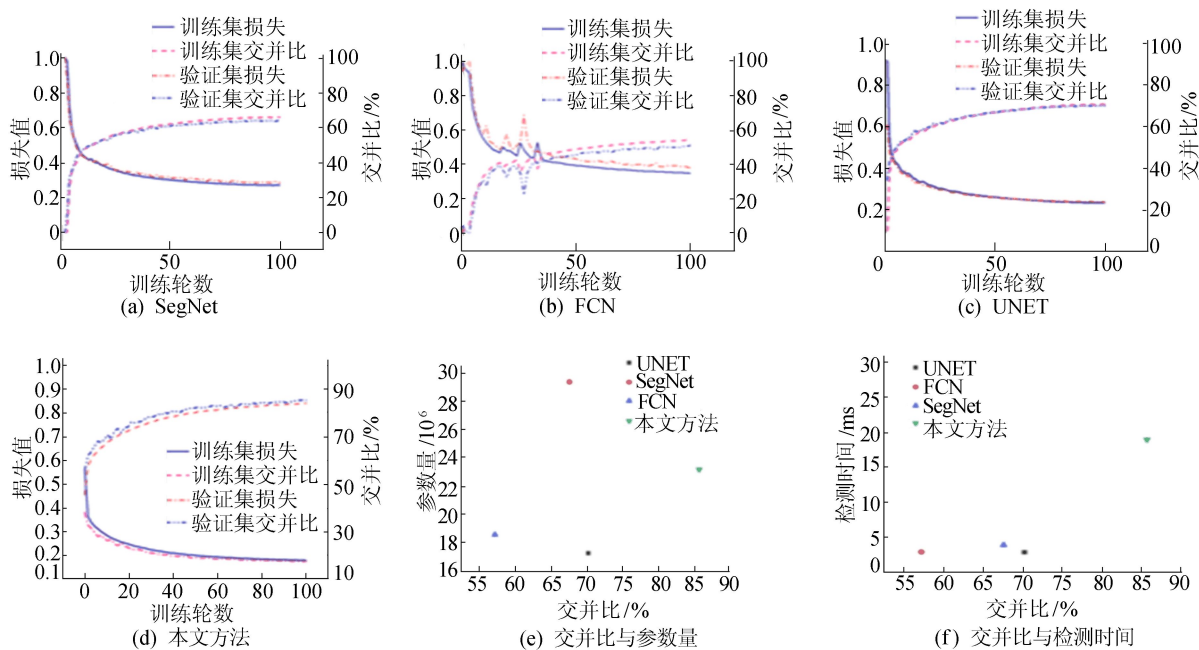 训练集损失
训练集交并比
验证集损失
验证集交并比
1.0
0.8
0.6
0.4
0.2
0
损失值
100
80
60
40
20
0
交并比/%
0
50
100
训练轮数
(a) SegNet
训练集损失
训练集交并比
验证集损失
验证集交并比
1.0
0.8
0.6
0.4
0.2
0
损失值
100
80
60
40
20
0
交并比/%
0
50
100
训练轮数
(b) FCN
训练集损失
训练集交并比
验证集损失
验证集交并比
1.0
0.8
0.6
0.4
0.2
损失值
100
80
60
40
20
0
交并比/%
0
50
100
训练轮数
(c) UNET
1.0
0.9
0.8
0.7
0.6
0.5
0.4
0.3
0.2
0.1
损失值
训练集损失
训练集交并比
验证集损失
验证集交并比
90
70
50
30
10
交并比/%
0
20
40
60
80
100
训练轮数
(d) 本文方法
UNET
SegNet
FCN
本文方法
30
28
26
24
22
20
18
16
参数量/10⁶
55
60
65
70
75
80
85
90
交并比/%
(e) 交并比与参数量
UNET
FCN
SegNet
本文方法
30
25
20
15
10
5
0
检测时间/ms
55
60
65
70
75
80
85
90
交并比/%
(f) 交并比与检测时间